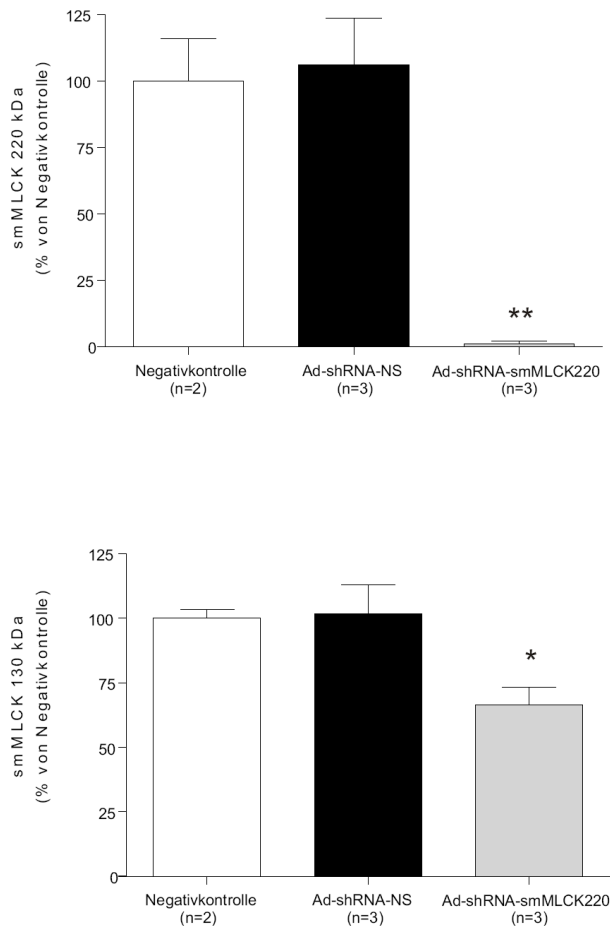 smMLCK 220 kDa
(% von Negativkontrolle)
125
100
75
50
25
0
**
Negativkontrolle
(n=2)
Ad-shRNA-NS
(n=3)
Ad-shRNA-smMLCK220
(n=3)
smMLCK 130 kDa
(% von Negativkontrolle)
125
100
75
50
25
0
*
Negativkontrolle
(n=2)
Ad-shRNA-NS
(n=3)
Ad-shRNA-smMLCK220
(n=3)